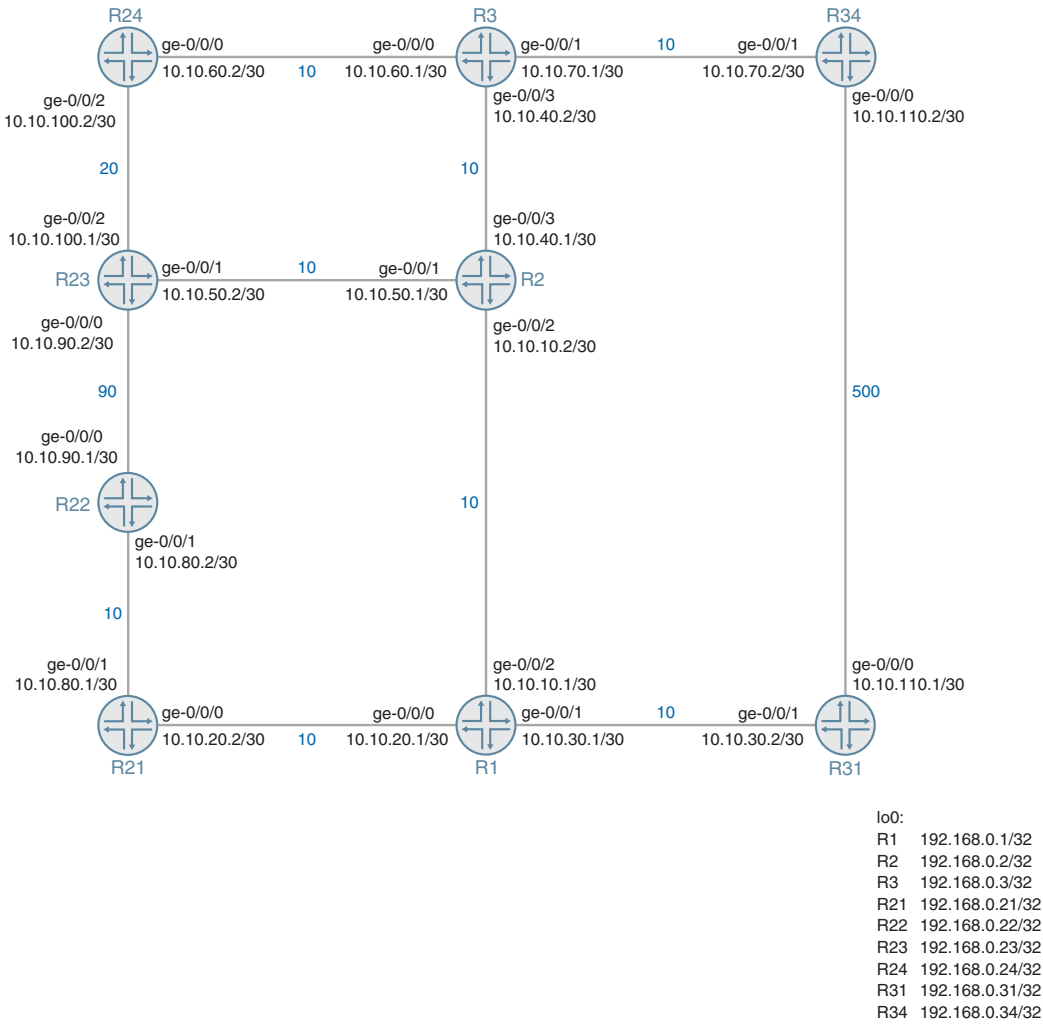 R24
R3
R34
ge-0/0/0
10.10.60.2/30
10
ge-0/0/0
10.10.60.1/30
ge-0/0/1
10.10.70.1/30
10
ge-0/0/1
10.10.70.2/30
ge-0/0/2
10.10.100.2/30
ge-0/0/3
10.10.40.2/30
ge-0/0/0
10.10.110.2/30
20
10
ge-0/0/2
10.10.100.1/30
ge-0/0/3
10.10.40.1/30
R23
ge-0/0/1
10.10.50.2/30
10
ge-0/0/1
10.10.50.1/30
R2
ge-0/0/0
10.10.90.2/30
ge-0/0/2
10.10.10.2/30
90
500
ge-0/0/0
10.10.90.1/30
R22
10
ge-0/0/1
10.10.80.2/30
10
ge-0/0/1
10.10.80.1/30
ge-0/0/2
10.10.10.1/30
ge-0/0/0
10.10.110.1/30
ge-0/0/0
10.10.20.2/30
10
ge-0/0/0
10.10.20.1/30
ge-0/0/1
10.10.30.1/30
10
ge-0/0/1
10.10.30.2/30
R21
R1
R31
lo0:
R1 192.168.0.1/32
R2 192.168.0.2/32
R3 192.168.0.3/32
R21 192.168.0.21/32
R22 192.168.0.22/32
R23 192.168.0.23/32
R24 192.168.0.24/32
R31 192.168.0.31/32
R34 192.168.0.34/32